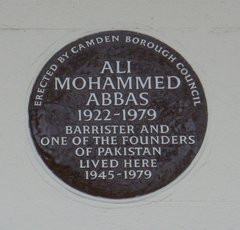 ERECTED BY CAMDEN BOROUGH COUNCIL
ALI
MOHAMMED
ABBAS
1922-1979
BARRISTER AND
ONE OF THE FOUNDERS
OF PAKISTAN
LIVED HERE
1945-1979